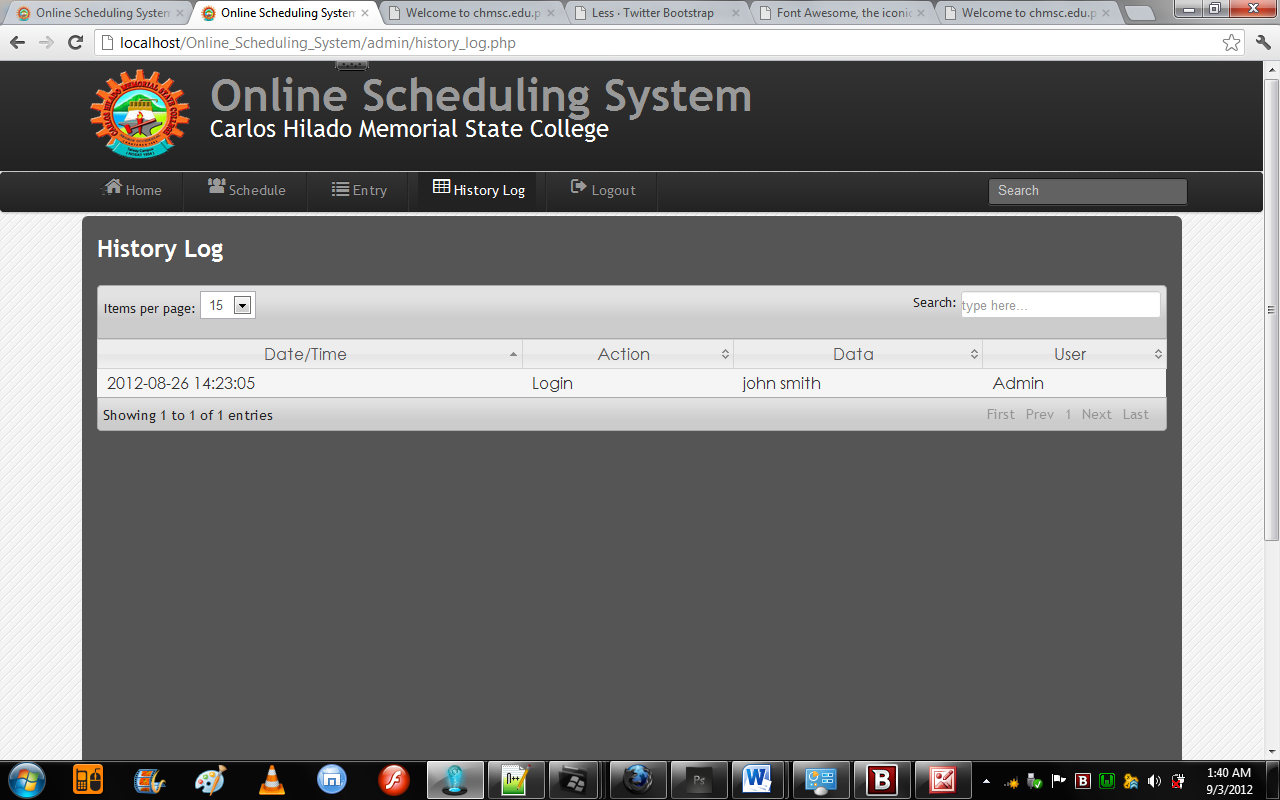 Online Scheduling System
Online Scheduling System
Welcome to chmsc.edu.p
Less · Twitter Bootstrap
Font Awesome, the iconic
Welcome to chmsc.edu.p
localhost/Online_Scheduling_System/admin/history_log.php
Online Scheduling System
Carlos Hilado Memorial State College
Home
Schedule
Entry
History Log
Logout
Search
History Log
Items per page: 15
Search: type here...
Date/Time Action Data User
2012-08-26 14:23:05 Login john smith Admin
Showing 1 to 1 of 1 entries
First Prev 1 Next Last
1:40 AM
9/3/2012